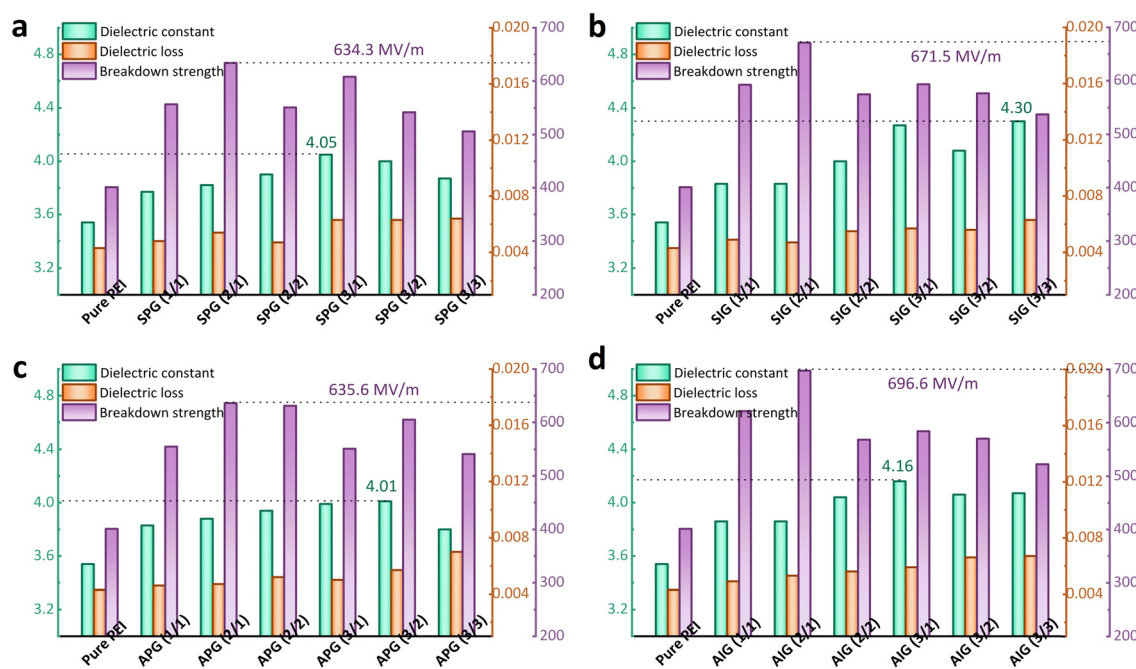 a
Dielectric constant
Dielectric loss
Breakdown strength
634.3 MV/m
4.05
4.8
4.4
4.0
3.6
3.2
0.020
0.016
0.012
0.008
0.004
700
600
500
400
300
200
Pure PEI
SPG (1/1)
SPG (2/1)
SPG (2/2)
SPG (3/1)
SPG (3/2)
SPG (3/3)
b
Dielectric constant
Dielectric loss
Breakdown strength
671.5 MV/m
4.30
4.8
4.4
4.0
3.6
3.2
0.020
0.016
0.012
0.008
0.004
700
600
500
400
300
200
Pure PEI
SIG (1/1)
SIG (2/1)
SIG (2/2)
SIG (3/1)
SIG (3/2)
SIG (3/3)
c
Dielectric constant
Dielectric loss
Breakdown strength
635.6 MV/m
4.01
4.8
4.4
4.0
3.6
3.2
0.020
0.016
0.012
0.008
0.004
700
600
500
400
300
200
Pure PEI
APG (1/1)
APG (2/1)
APG (2/2)
APG (3/1)
APG (3/2)
APG (3/3)
d
Dielectric constant
Dielectric loss
Breakdown strength
696.6 MV/m
4.16
4.8
4.4
4.0
3.6
3.2
0.020
0.016
0.012
0.008
0.004
700
600
500
400
300
200
Pure PEI
AIG (1/1)
AIG (2/1)
AIG (2/2)
AIG (3/1)
AIG (3/2)
AIG (3/3)